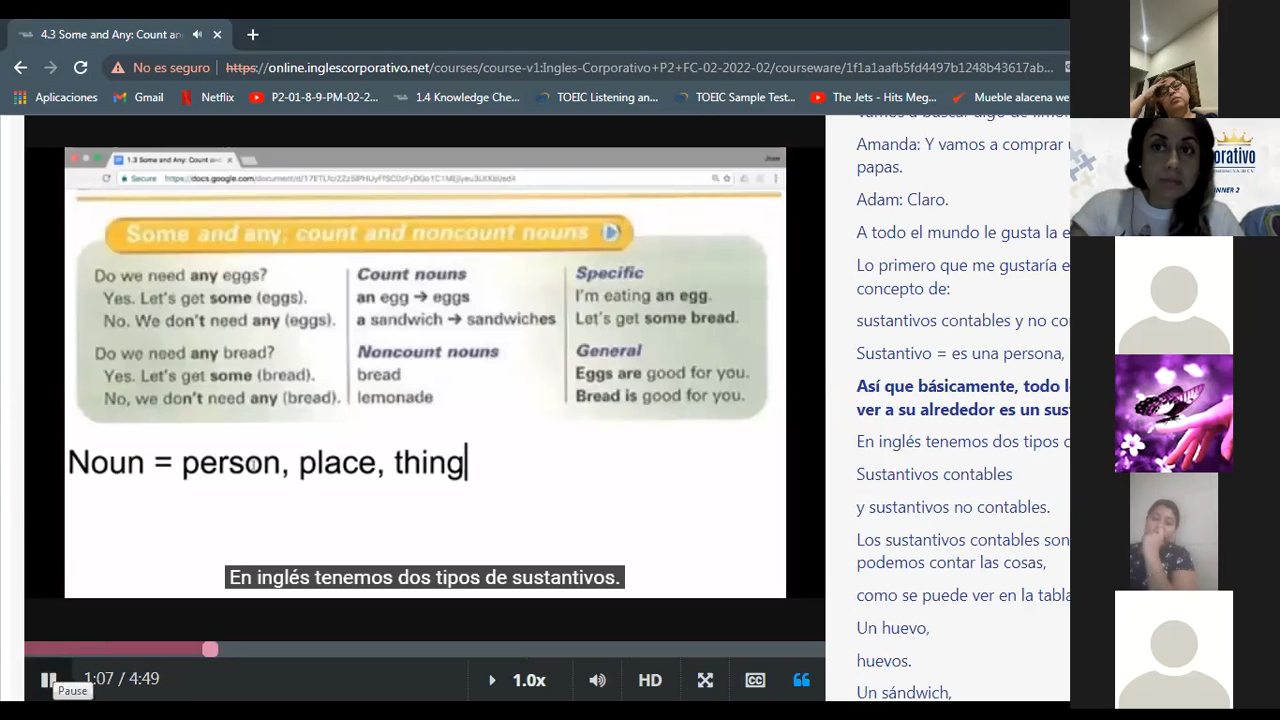 4.3 Some and Any: Count an
No es seguro
https://online.inglescorporativo.net/courses/course-v1:Ingles-Corporativo+P2+FC-02-2022-02/courseware/1f1a1aafb5fd4497b1248b43617ab...
Aplicaciones
Gmail
Netflix
P2-01-8-9-PM-02-2...
1.4 Knowledge Che...
TOEIC Listening an...
TOEIC Sample Test...
The Jets - Hits Meg...
Mueble alacena we
1.3 Some and Any: Count
Secure
Some and any; count and noncount nouns
Do we need any eggs?
Yes. Let's get some (eggs).
No. We don't need any (eggs).
Do we need any bread?
Yes. Let's get some (bread).
No, we don't need any (bread).
Count nouns
an egg → eggs
a sandwich → sandwiches
Noncount nouns
bread
lemonade
Specific
I'm eating an egg.
Let's get some bread.
General
Eggs are good for you.
Bread is good for you.
Noun = person, place, thing
En inglés tenemos dos tipos de sustantivos.
1:07 / 4:49
1.0x
HD
CC
Pause
Vamos a buscar algo de
Amanda: Y vamos a comprar
papas.
Adam: Claro.
A todo el mundo le gusta la e
Lo primero que me gustaría e
concepto de:
sustantivos contables y no co
Sustantivo = es una persona,
Así que básicamente, todo l
ver a su alrededor es un sus
En inglés tenemos dos tipos d
Sustantivos contables
y sustantivos no contables.
Los sustantivos contables son
podemos contar las cosas,
como se puede ver en la tabla
Un huevo,
huevos.
Un sándwich,
porativo
NNER 2